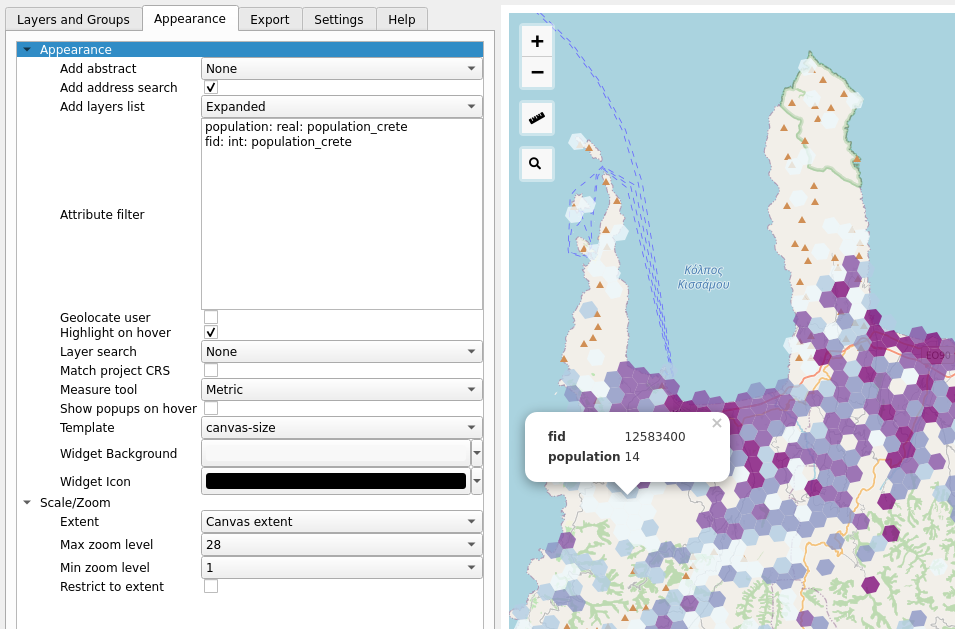 Layers and Groups
Appearance
Export
Settings
Help
Appearance
Add abstract
None
Add address search
Add layers list
Expanded
Attribute filter
population: real: population_crete
fid: int: population_crete
Geolocate user
Highlight on hover
Layer search
None
Match project CRS
Measure tool
Metric
Show popups on hover
Template
canvas-size
Widget Background
Widget Icon
Scale/Zoom
Extent
Canvas extent
Max zoom level
28
Min zoom level
1
Restrict to extent
+
−
Κόλπος
Κισσάμου
ΕΟ90
×
fid 12583400
population 14